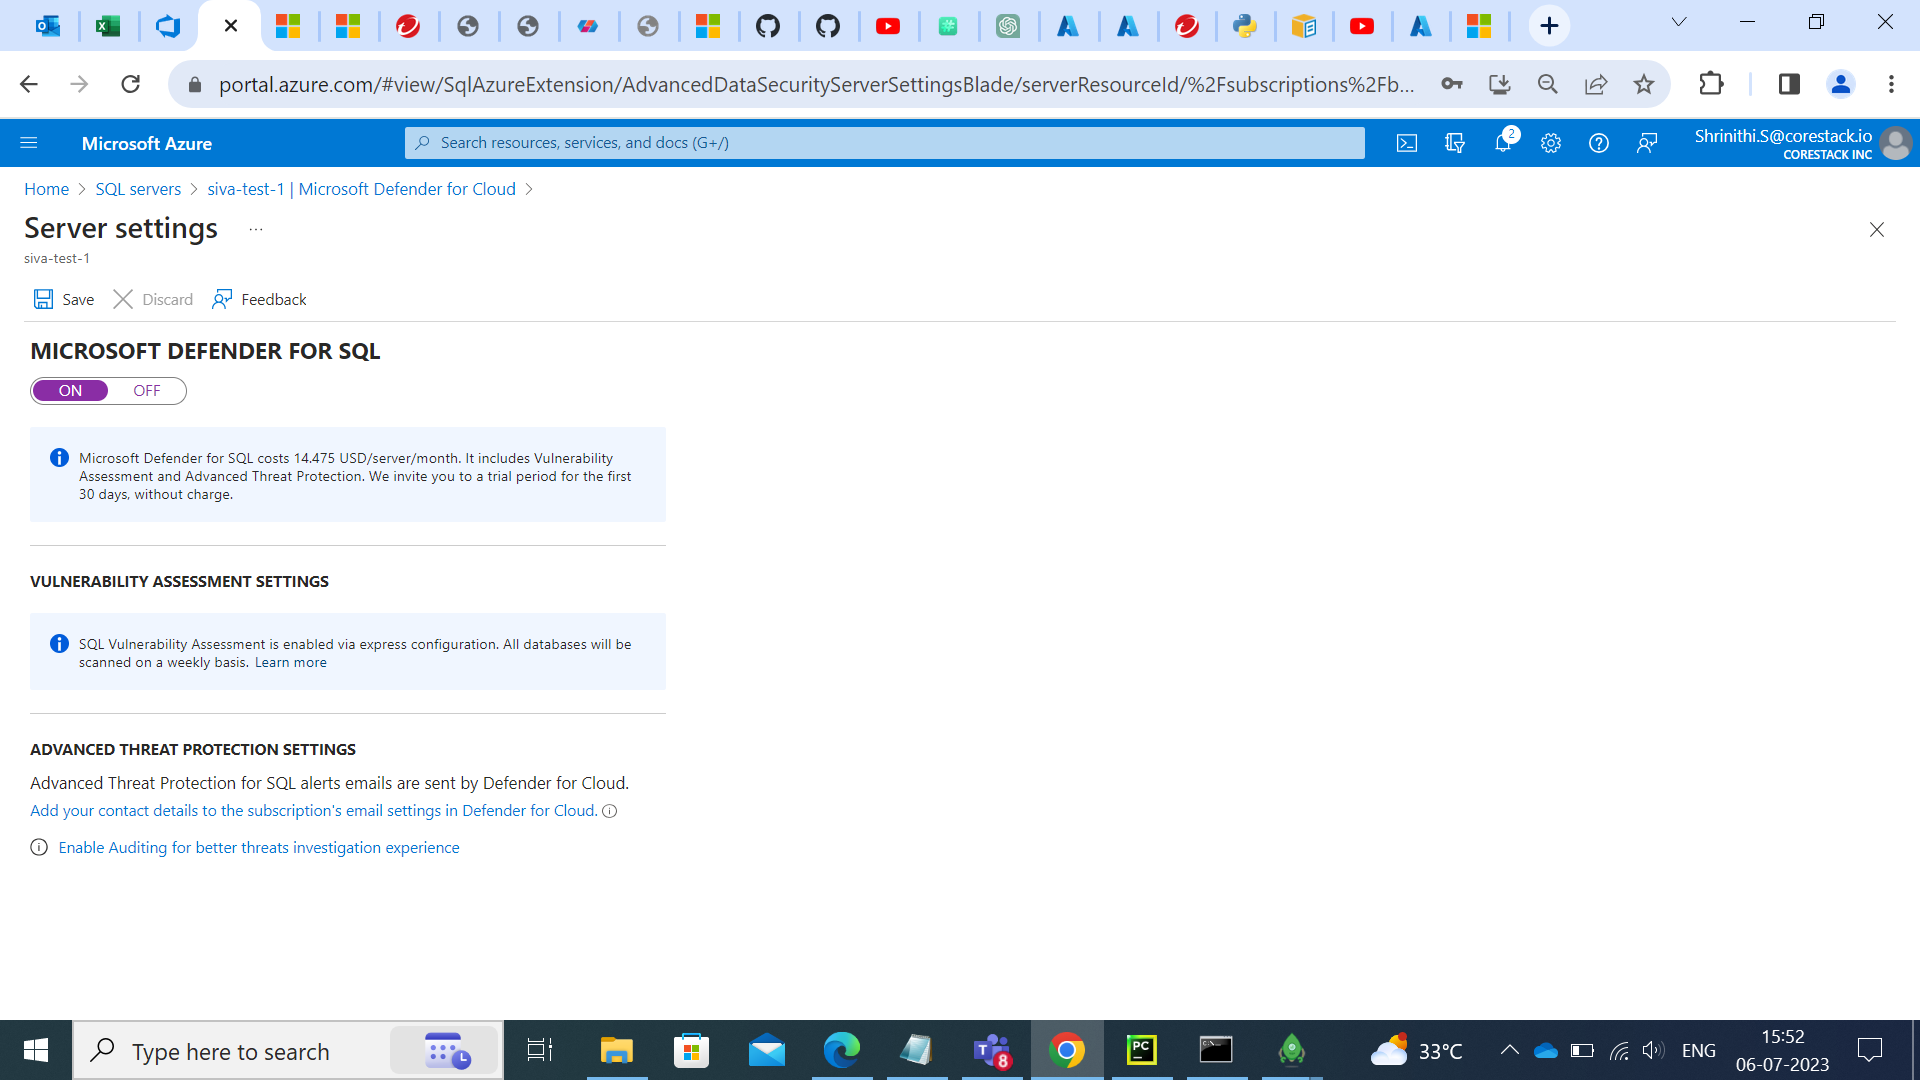 portal.azure.com/#view/SqlAzureExtension/AdvancedDataSecurityServerSettingsBlade/serverResourceId/%2Fsubscriptions%2Fb...
Microsoft Azure
Search resources, services, and docs (G+/)
2
Shrinithi.S@corestack.io
CORESTACK INC
Home > SQL servers > siva-test-1 | Microsoft Defender for Cloud >
Server settings ...
siva-test-1
Save Discard Feedback
MICROSOFT DEFENDER FOR SQL
ON OFF
Microsoft Defender for SQL costs 14.475 USD/server/month. It includes Vulnerability
Assessment and Advanced Threat Protection. We invite you to a trial period for the first
30 days, without charge.
VULNERABILITY ASSESSMENT SETTINGS
SQL Vulnerability Assessment is enabled via express configuration. All databases will be
scanned on a weekly basis. Learn more
ADVANCED THREAT PROTECTION SETTINGS
Advanced Threat Protection for SQL alerts emails are sent by Defender for Cloud.
Add your contact details to the subscription's email settings in Defender for Cloud.
Enable Auditing for better threats investigation experience
Type here to search
8
PC
33°C
ENG
15:52
06-07-2023